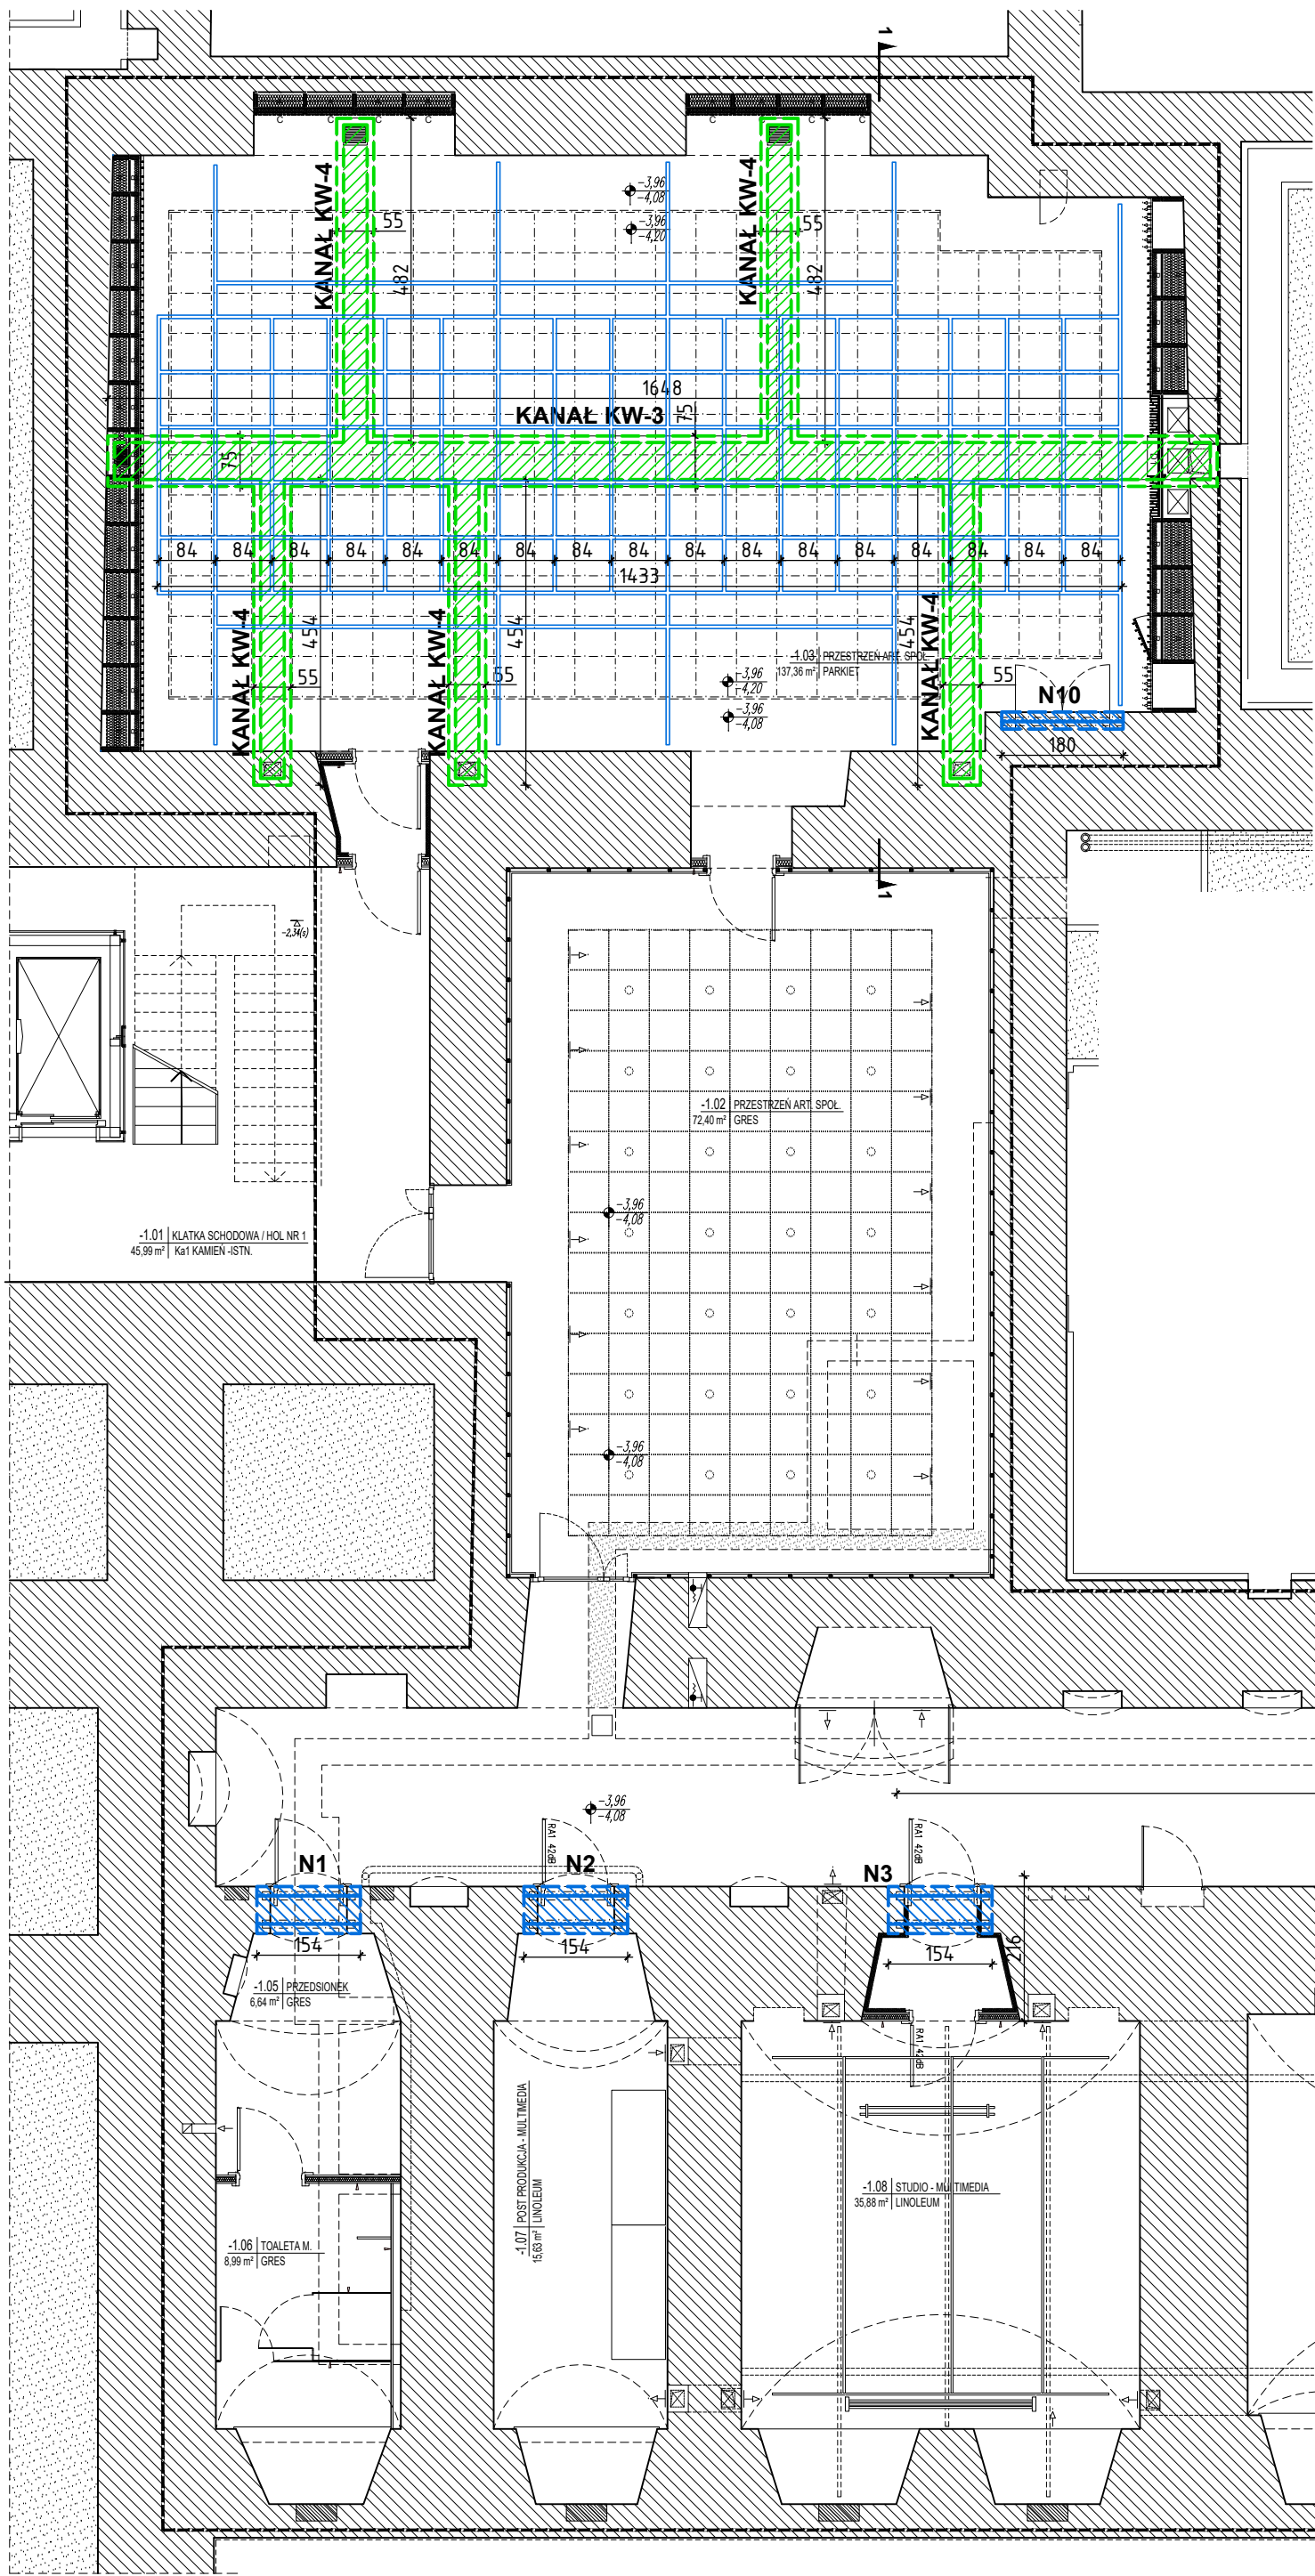 1
C C C C
C C C C
KANAŁ KW-4
55
482
-3,96
-4,08
-3,96
-4,20
KANAŁ KW-4
55
482
1648
KANAŁ KW-3
75
75
84 84 84 84 84 84 84 84 84 84 84 84 84 84 84 84 84
1433
KANAŁ KW-4
454
55
KANAŁ KW-4
454
55
KANAŁ KW-4
454
55
-1.03 PRZESTRZEŃ ART. SPOŁ.
137,36 m² PARKIET
-3,96
-4,20
-3,96
-4,08
N10
180
1
-2,34(s)
-1.02 PRZESTRZEŃ ART. SPOŁ.
72,40 m² GRES
-3,96
-4,08
-1.01 KLATKA SCHODOWA / HOL NR 1
45,99 m² Ka1 KAMIEŃ -ISTN.
-3,96
-4,08
-3,96
-4,08
RA1 42dB
RA1 42dB
N1
N2
N3
154
154
154
216
-1.05 PRZEDSIONEK
6,64 m² GRES
RA1 42dB
-1.07 POST PRODUKCJA - MULTIMEDIA
15,63 m² LINOLEUM
-1.08 STUDIO - MULTIMEDIA
35,88 m² LINOLEUM
-1.06 TOALETA M.
8,99 m² GRES